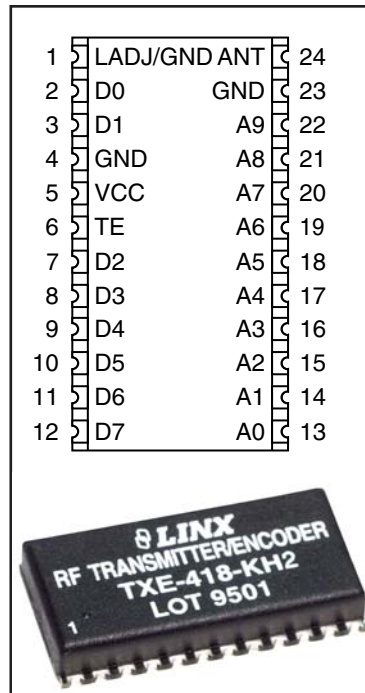 1 LADJ/GND ANT 24
2 D0 GND 23
3 D1 A9 22
4 GND A8 21
5 VCC A7 20
6 TE A6 19
7 D2 A5 18
8 D3 A4 17
9 D4 A3 16
10 D5 A2 15
11 D6 A1 14
12 D7 A0 13
LINX
RF TRANSMITTER/ENCODER
TXE-418-KH2
LOT 9501
1